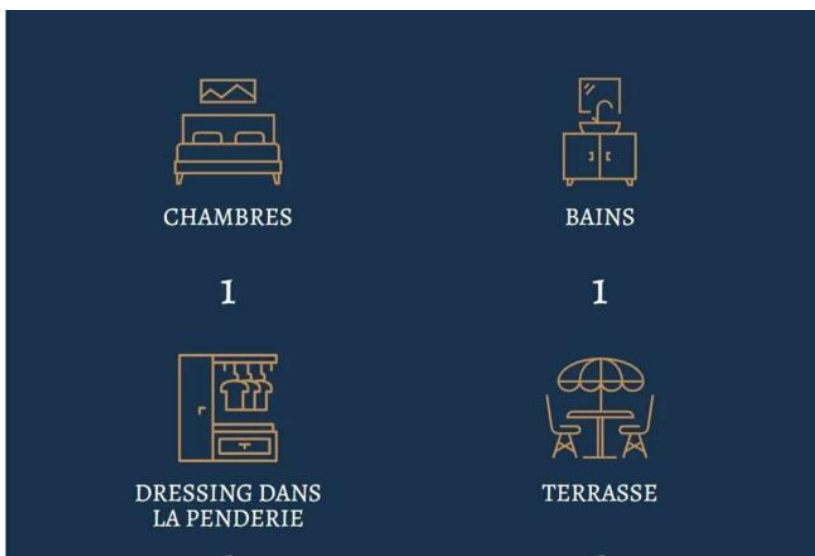 CHAMBRES
BAINS
1
1
DRESSING DANS
LA PENDERIE
TERRASSE